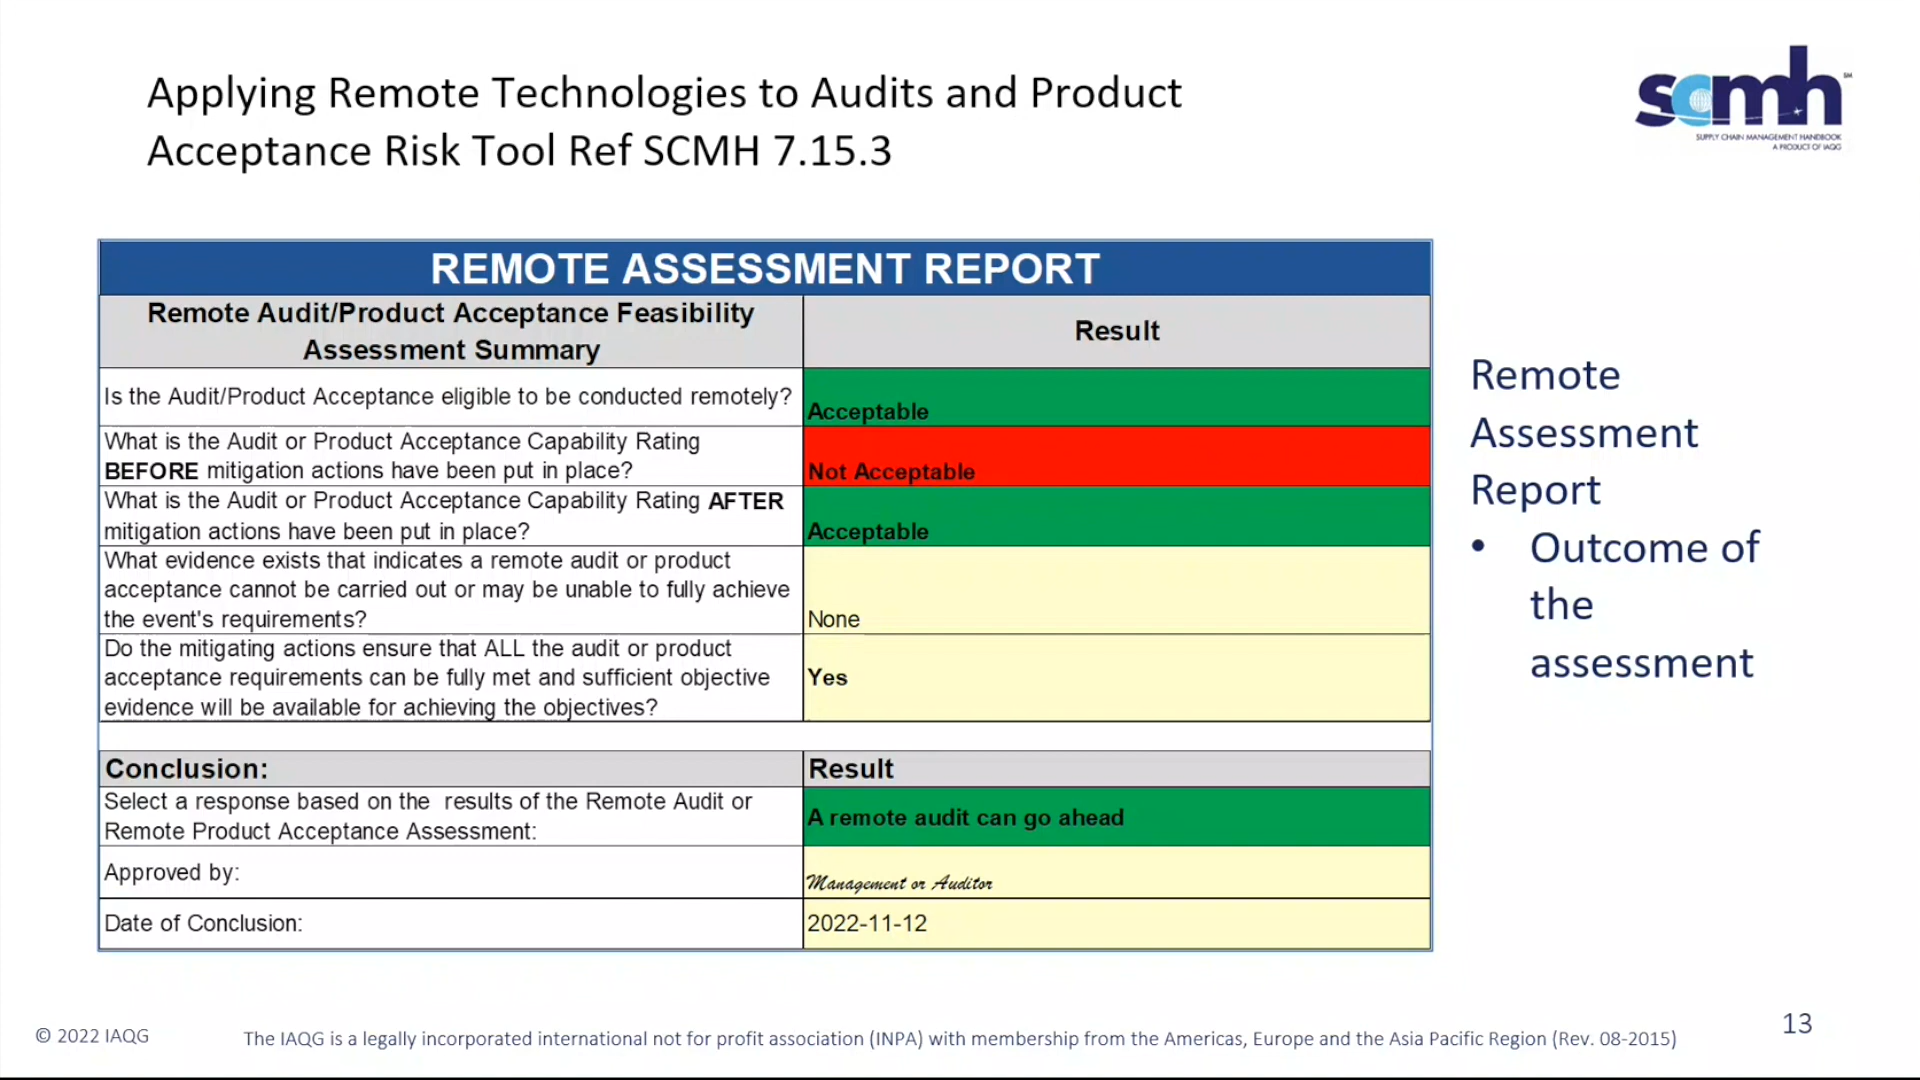 Applying Remote Technologies to Audits and Product
Acceptance Risk Tool Ref SCMH 7.15.3
scmh
SM
SUPPLY CHAIN MANAGEMENT HANDBOOK
A PRODUCT OF IAQG
REMOTE ASSESSMENT REPORT
Remote Audit/Product Acceptance Feasibility
Assessment Summary
Result
Is the Audit/Product Acceptance eligible to be conducted remotely?
Acceptable
What is the Audit or Product Acceptance Capability Rating
BEFORE mitigation actions have been put in place?
Not Acceptable
What is the Audit or Product Acceptance Capability Rating AFTER
mitigation actions have been put in place?
Acceptable
What evidence exists that indicates a remote audit or product
acceptance cannot be carried out or may be unable to fully achieve
the event's requirements?
None
Do the mitigating actions ensure that ALL the audit or product
acceptance requirements can be fully met and sufficient objective
evidence will be available for achieving the objectives?
Yes
Conclusion:
Result
Select a response based on the  results of the Remote Audit or
Remote Product Acceptance Assessment:
A remote audit can go ahead
Approved by:
Management or Auditor
Date of Conclusion:
2022-11-12
Remote
Assessment
Report
• Outcome of
the
assessment
© 2022 IAQG
The IAQG is a legally incorporated international not for profit association (INPA) with membership from the Americas, Europe and the Asia Pacific Region (Rev. 08-2015)
13